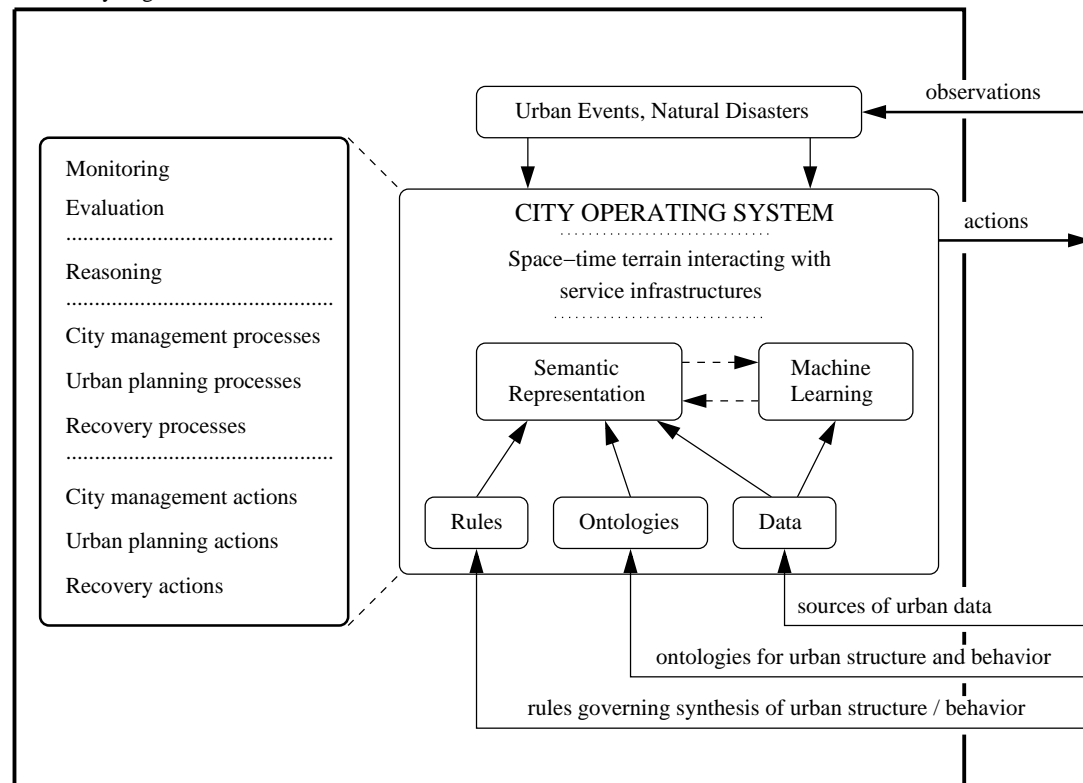 observations
Urban Events, Natural Disasters
Monitoring
Evaluation
Reasoning
City management processes
Urban planning processes
Recovery processes
City management actions
Urban planning actions
Recovery actions
CITY OPERATING SYSTEM
actions
Space−time terrain interacting with
service infrastructures
Semantic
Representation
Machine
Learning
Rules
Ontologies
Data
sources of urban data
ontologies for urban structure and behavior
rules governing synthesis of urban structure / behavior